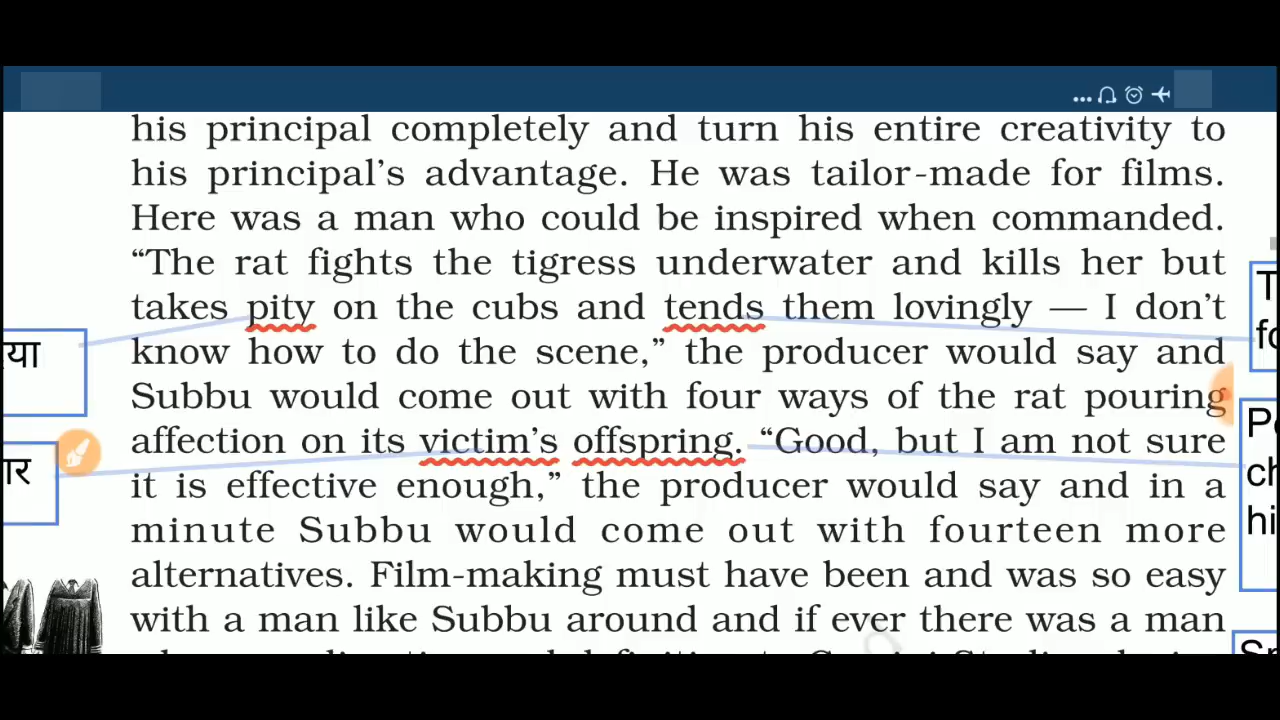 his principal completely and turn his entire creativity to
his principal's advantage. He was tailor-made for films.
Here was a man who could be inspired when commanded.
“The rat fights the tigress underwater and kills her but
takes pity on the cubs and tends them lovingly — I don't
know how to do the scene,” the producer would say and
Subbu would come out with four ways of the rat pouring
affection on its victim's offspring. “Good, but I am not sure
it is effective enough,” the producer would say and in a
minute Subbu would come out with fourteen more
alternatives. Film-making must have been and was so easy
with a man like Subbu around and if ever there was a man